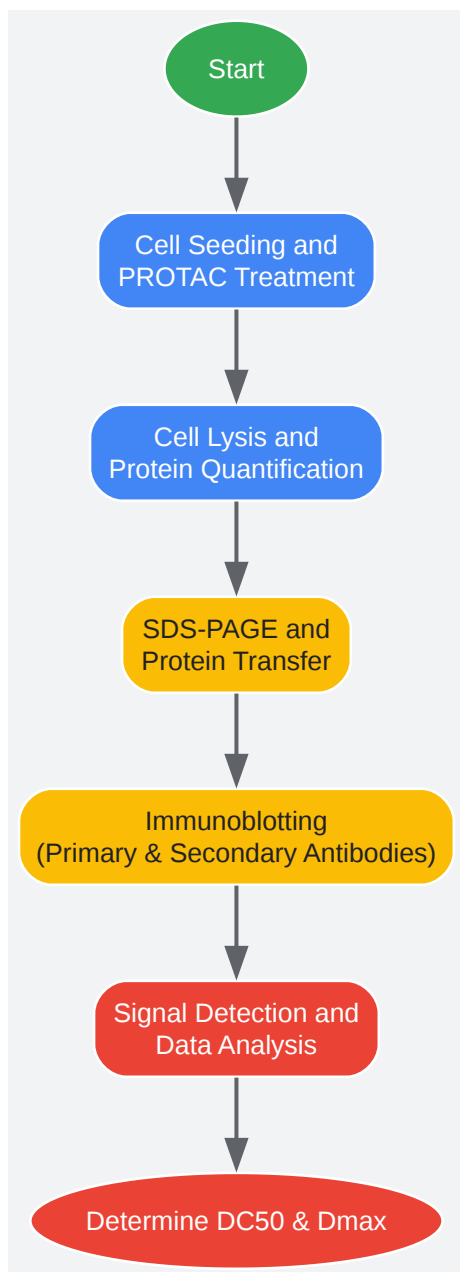 Start
Cell Seeding and
PROTAC Treatment
Cell Lysis and
Protein Quantification
SDS-PAGE and
Protein Transfer
Immunoblotting
(Primary & Secondary Antibodies)
Signal Detection and
Data Analysis
Determine DC50 & Dmax